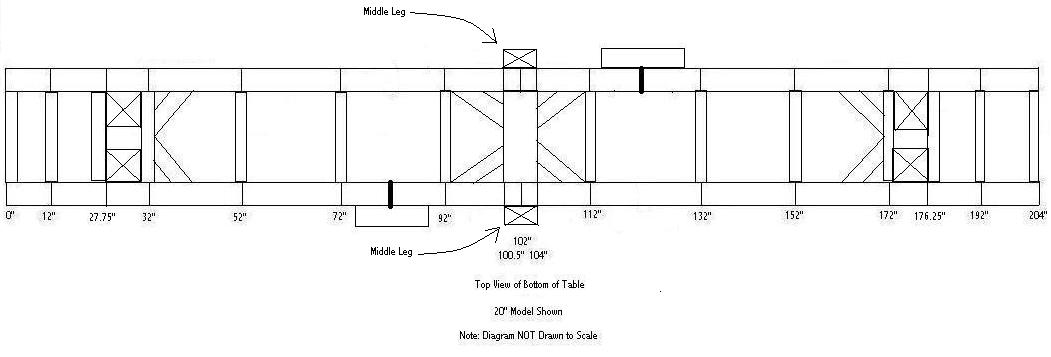 Middle Leg
0" 12" 27.75" 32" 52" 72" 92" 112" 132" 152" 172" 176.25" 192" 204"
102"
Middle Leg
100.5" 104"
Top View of Bottom of Table
20" Model Shown
Note: Diagram NOT Drawn to Scale